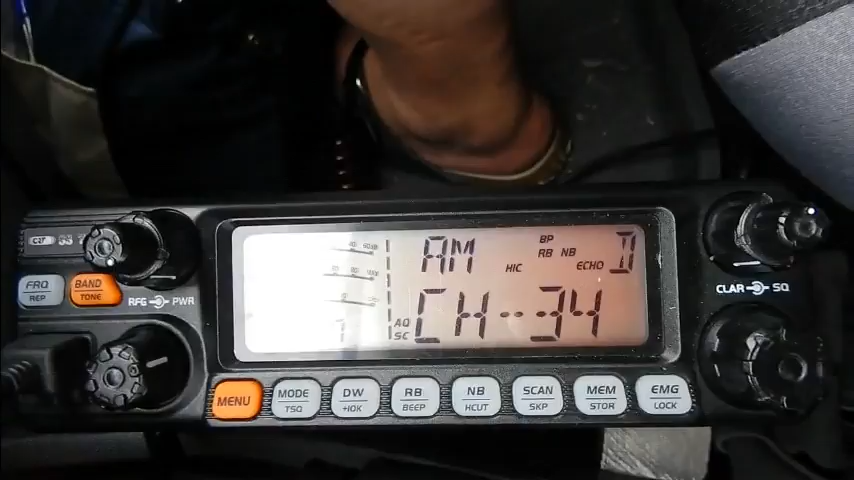 AM
BP
RB NB
HIC
ECHO
D
AQ
SC
CH--34
CLAR SQ
FRQ
REP
BAND
TONE
RFG PWR
MENU
MODE
TSQ
DW
+10K
RB
BEEP
NB
HCUT
SCAN
SKP
MEM
STOR
EMG
LOCK